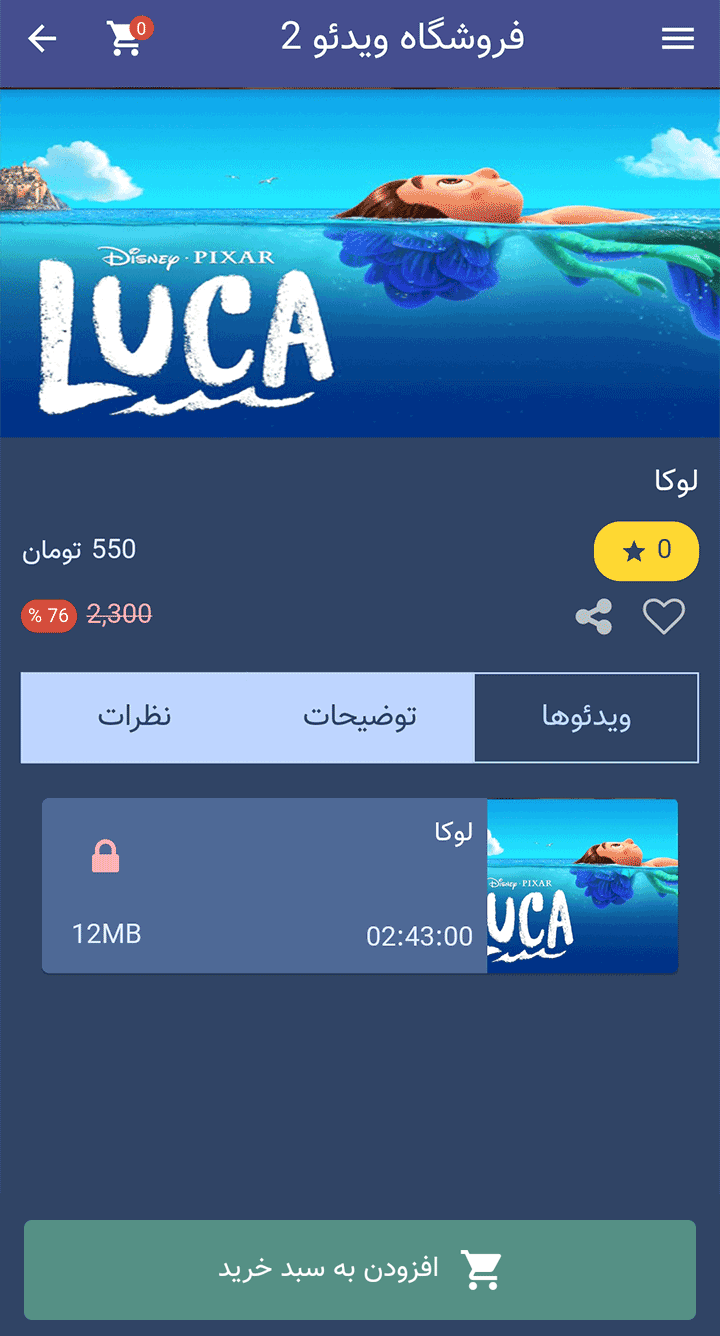 فروشگاه ویدئو 2
0
Disney · PIXAR
LUCA
لوکا
0
550 تومان
2,300
% 76
ویدئوها
توضیحات
نظرات
لوکا
Disney · PIXAR
UCA
02:43:00
12MB
افزودن به سبد خرید